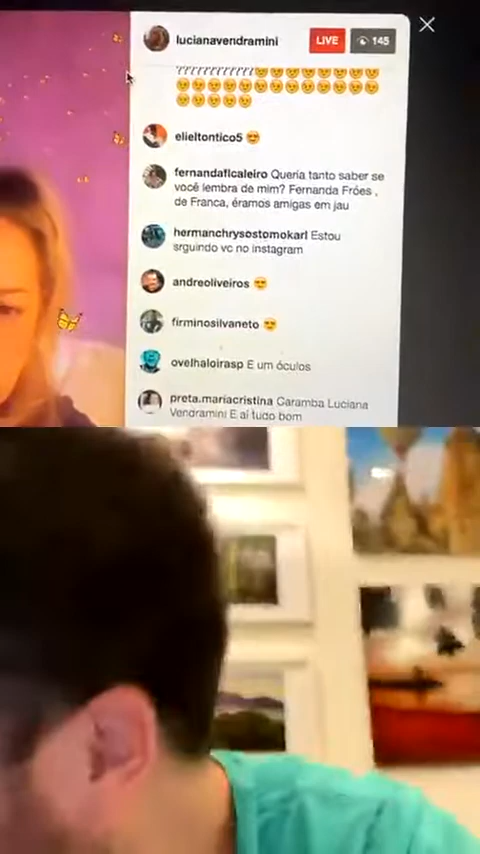 lucianavendramini
LIVE
145
???????????? 😢😢😢😢😢😢😢😢
😢😢😢😢😢😢😢😢😢😢😢😢😢
😢😢😢😢😢
elieltontico5 😍
fernandaficaleiro Queria tanto saber se
você lembra de mim? Fernanda Fróes ,
de Franca, éramos amigas em jau
hermanchrysostomokarl Estou
srguindo vc no instagram
andreoliveiros 😍
firminosilvaneto 😍
ovelhaloirasp E um óculos
preta.mariacristina Caramba Luciana
Vendramini E aí tudo bom